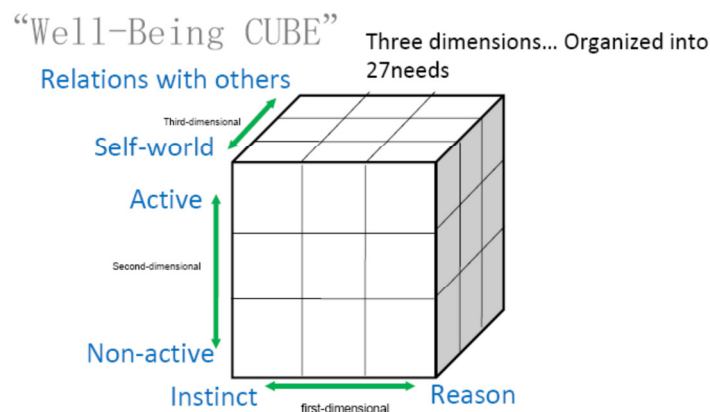 “Well-Being CUBE”
Three dimensions... Organized into
27needs
Relations with others
Third-dimensional
Self-world
Active
Second-dimensional
Non-active
Instinct
first-dimensional
Reason